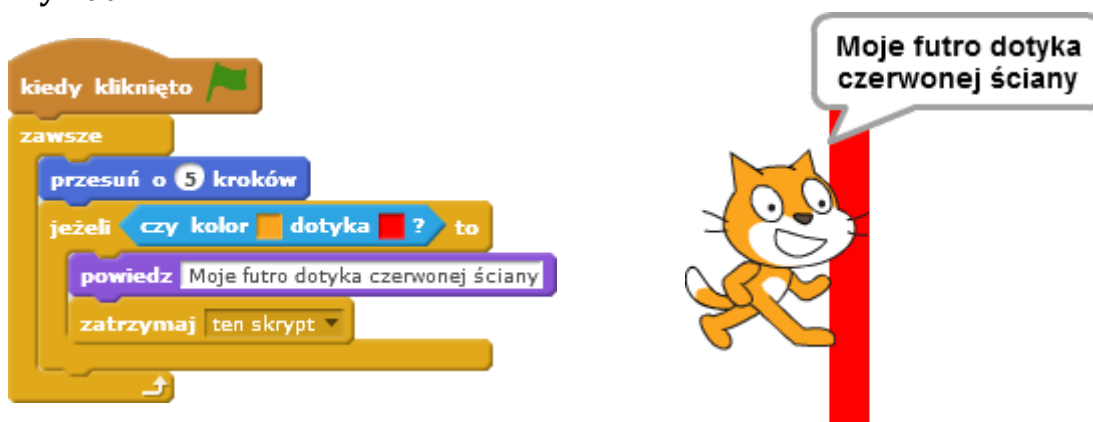 kiedy kliknięto
zawsze
przesuń o 5 kroków
jeżeli czy kolor dotyka ? to
powiedz Moje futro dotyka czerwonej ściany
zatrzymaj ten skrypt
Moje futro dotyka
czerwonej ściany